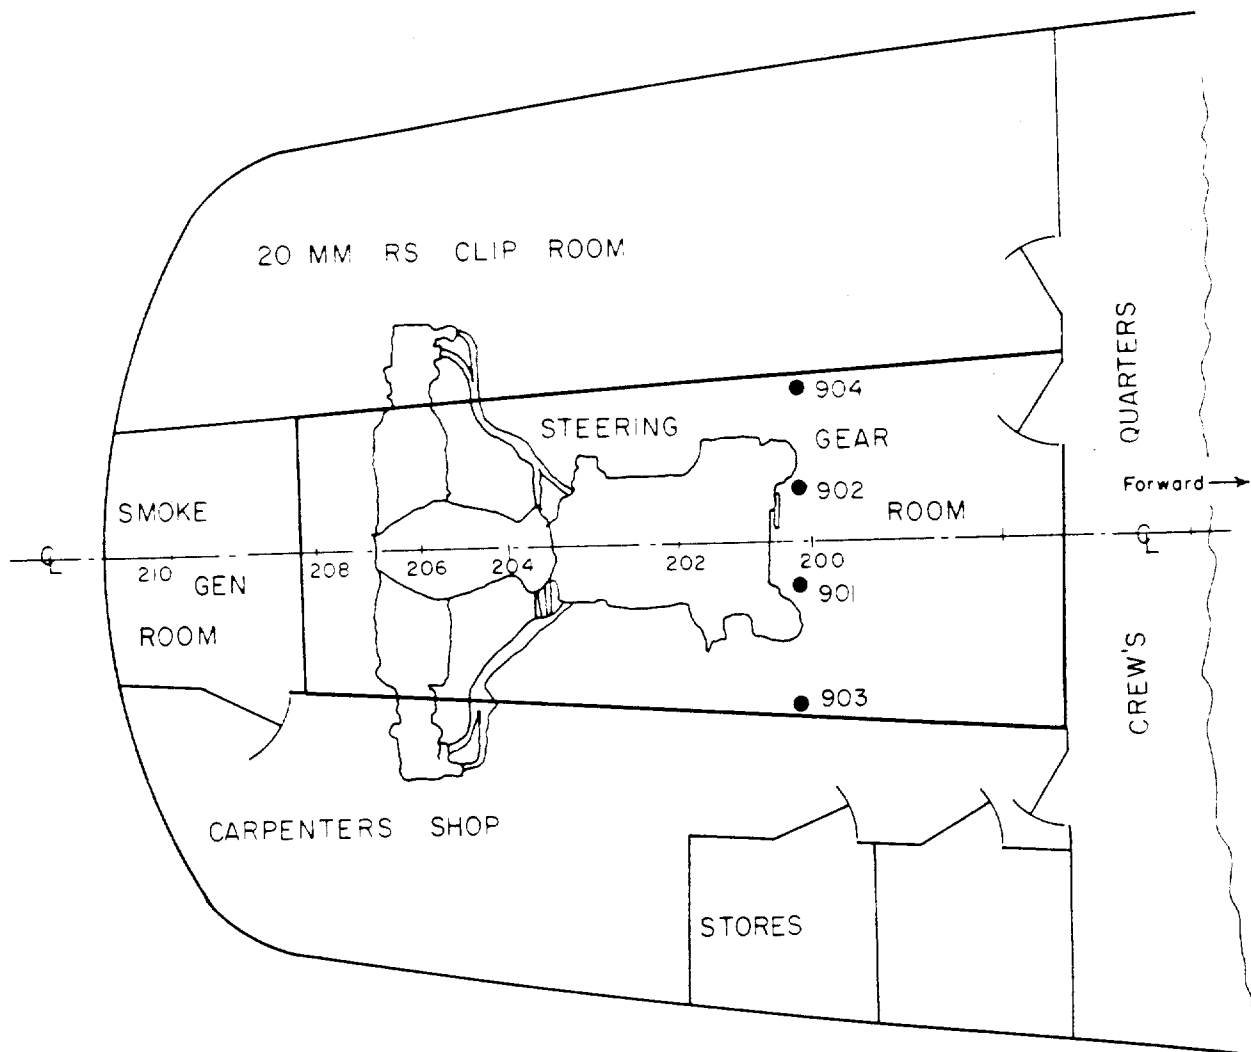 20 MM RS CLIP ROOM
QUARTERS
904
STEERING
GEAR
902
Forward
SMOKE
ROOM
℄
210
208
206
204
202
200
℄
GEN
901
ROOM
CREW'S
903
CARPENTERS SHOP
STORES